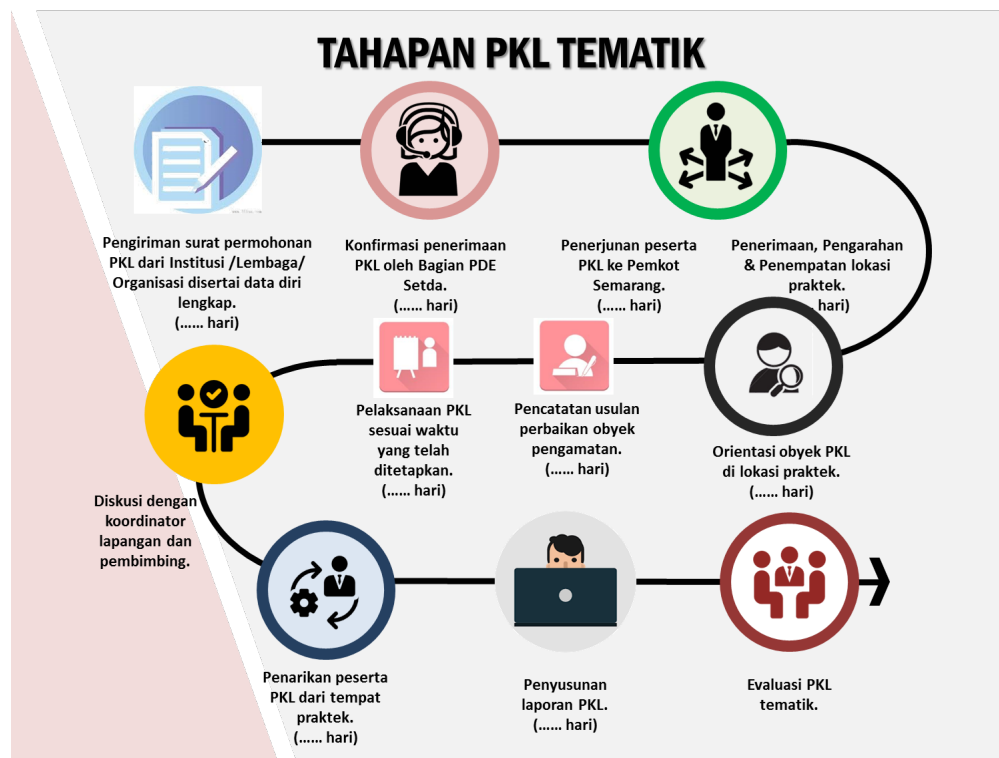 TAHAPAN PKL TEMATIK
Pengiriman surat permohonan
PKL dari Institusi /Lembaga/
Organisasi disertai data diri
lengkap.
(...... hari)
Konfirmasi penerimaan
PKL oleh Bagian PDE
Setda.
(...... hari)
Penerjunan peserta
PKL ke Pemkot
Semarang.
(...... hari)
Penerimaan, Pengarahan
& Penempatan lokasi
praktek.
hari)
Orientasi obyek PKL
di lokasi praktek.
(...... hari)
Pencatatan usulan
perbaikan obyek
pengamatan.
(...... hari)
Pelaksanaan PKL
sesuai waktu
yang telah
ditetapkan.
(...... hari)
Diskusi dengan
koordinator
lapangan dan
pembimbing.
Penarikan peserta
PKL dari tempat
praktek.
(...... hari)
Penyusunan
laporan PKL.
(...... hari)
Evaluasi PKL
tematik.